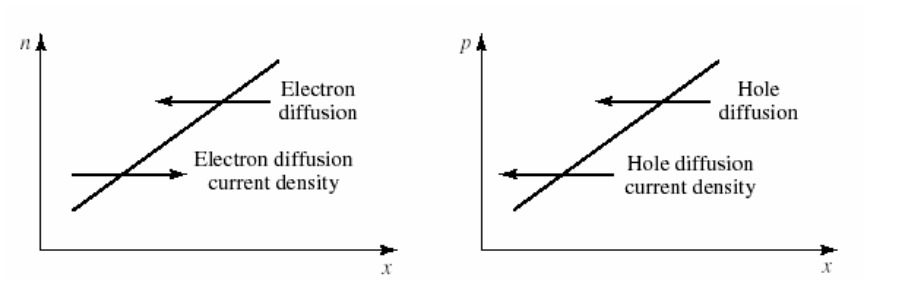 n
Electron
diffusion
Electron diffusion
current density
x
p
Hole
diffusion
Hole diffusion
current density
x